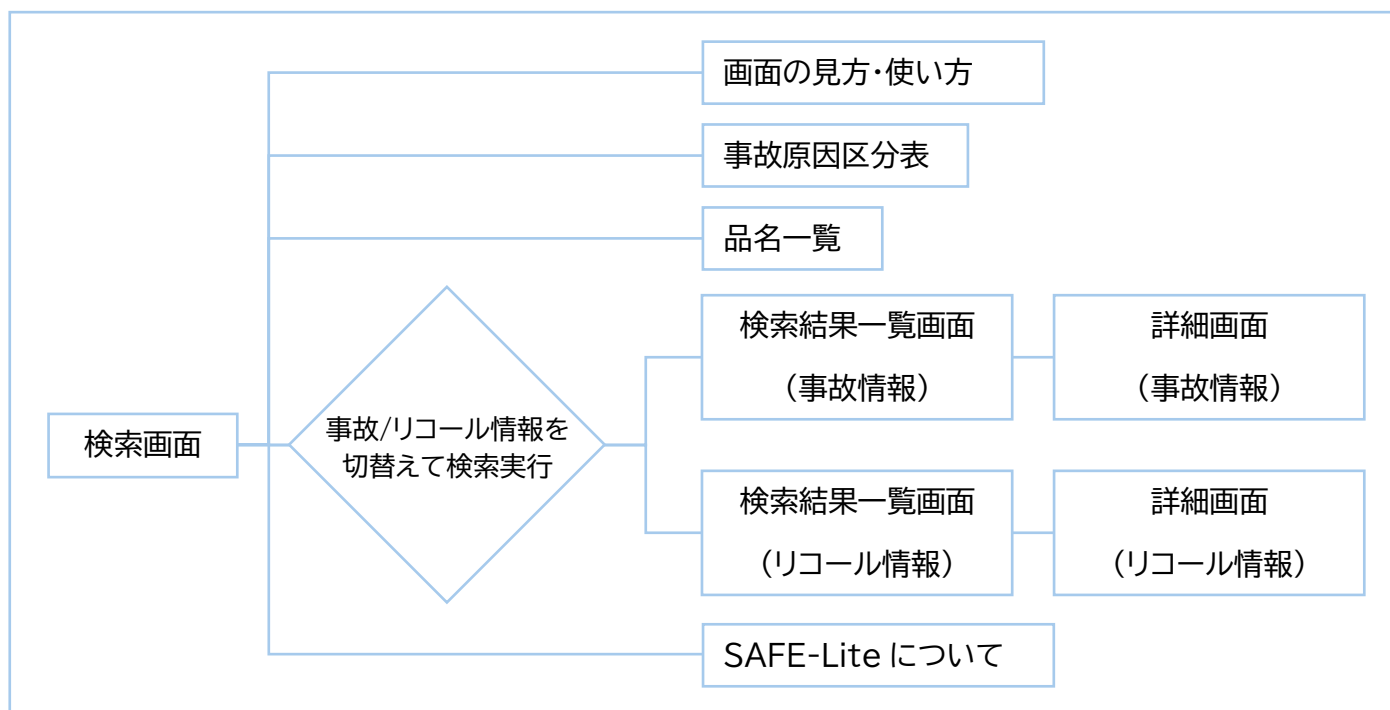 画面の見方・使い方
事故原因区分表
品名一覧
検索画面
事故/リコール情報を
切替えて検索実行
検索結果一覧画面
（事故情報）
詳細画面
（事故情報）
検索結果一覧画面
（リコール情報）
詳細画面
（リコール情報）
SAFE-Lite について